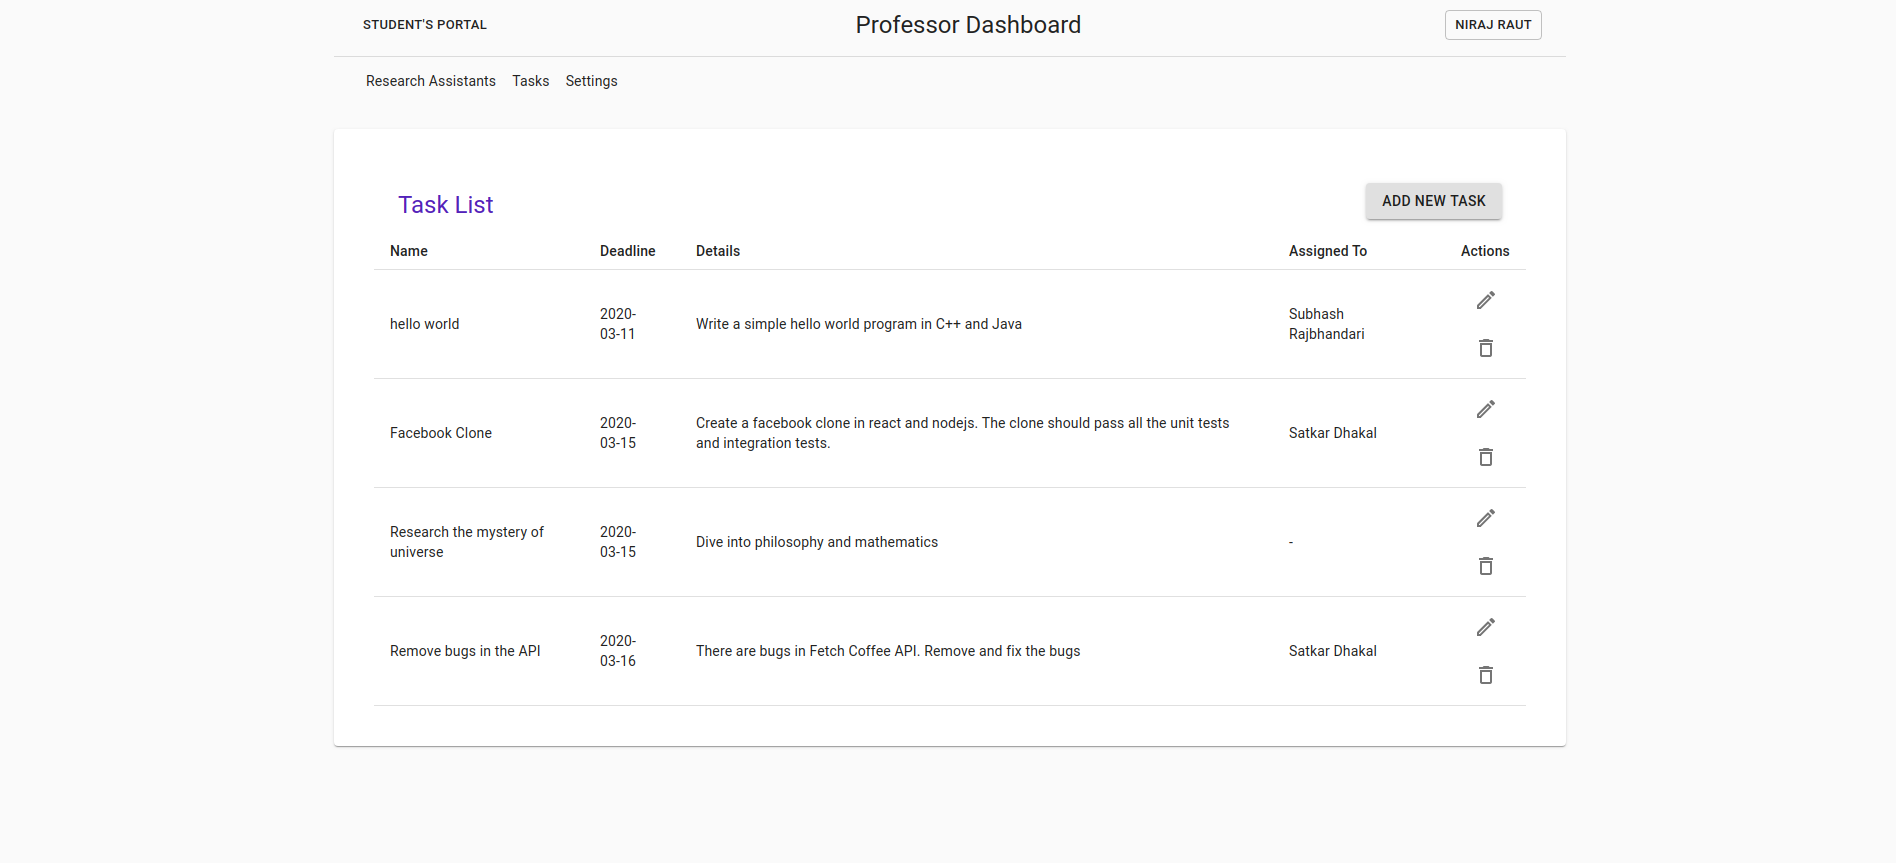 STUDENT'S PORTAL
Professor Dashboard
NIRAJ RAUT
Research Assistants Tasks Settings
Task List
ADD NEW TASK
Name Deadline Details Assigned To Actions
hello world
2020-
03-11
Write a simple hello world program in C++ and Java
Subhash
Rajbhandari
Facebook Clone
2020-
03-15
Create a facebook clone in react and nodejs. The clone should pass all the unit tests
and integration tests.
Satkar Dhakal
Research the mystery of
universe
2020-
03-15
Dive into philosophy and mathematics
-
Remove bugs in the API
2020-
03-16
There are bugs in Fetch Coffee API. Remove and fix the bugs
Satkar Dhakal